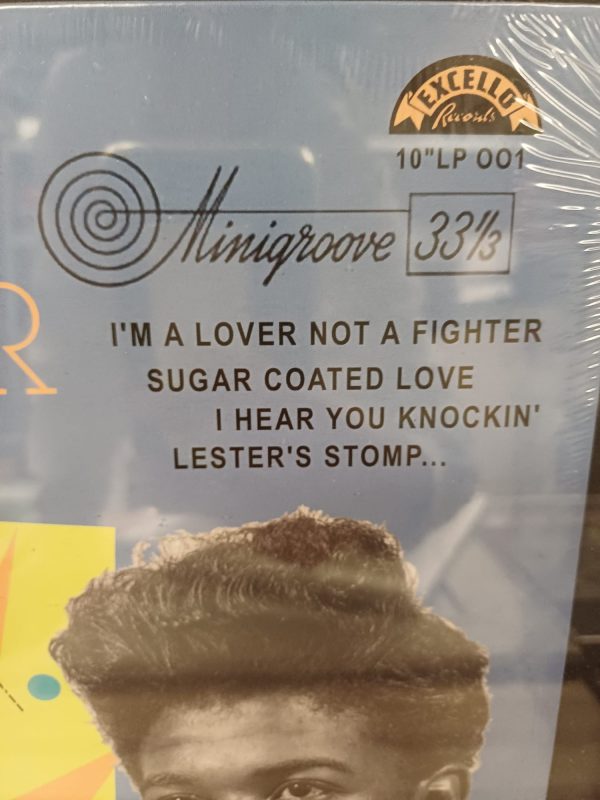 EXCELLO
Records
10"LP 001
Minigroove 33⅓
R
I'M A LOVER NOT A FIGHTER
SUGAR COATED LOVE
I HEAR YOU KNOCKIN'
LESTER'S STOMP...